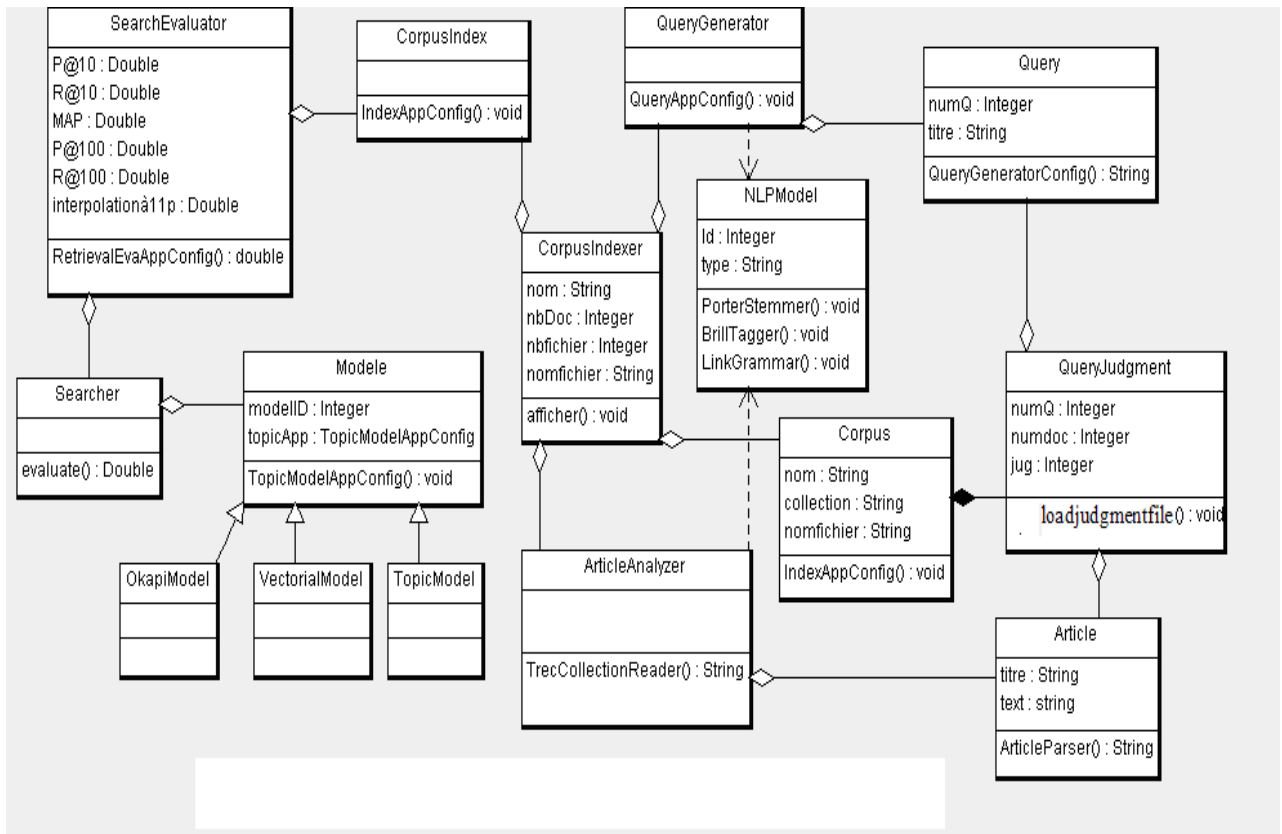 SearchEvaluator
P@10 : Double
R@10 : Double
MAP : Double
P@100 : Double
R@100 : Double
interpolationà11p : Double
RetrievalEvaAppConfig() : double
CorpusIndex
IndexAppConfig() : void
QueryGenerator
QueryAppConfig() : void
Query
numQ : Integer
titre : String
QueryGeneratorConfig() : String
NLPModel
Id : Integer
type : String
PorterStemmer() : void
BrillTagger() : void
LinkGrammar() : void
CorpusIndexer
nom : String
nbDoc : Integer
nbfichier : Integer
nomfichier : String
afficher() : void
Searcher
evaluate() : Double
Modele
modelID : Integer
topicApp : TopicModelAppConfig
TopicModelAppConfig() : void
QueryJudgment
numQ : Integer
numdoc : Integer
jug : Integer
loadjudgmentfile() : void
Corpus
nom : String
collection : String
nomfichier : String
IndexAppConfig() : void
OkapiModel
VectorialModel
TopicModel
ArticleAnalyzer
TrecCollectionReader() : String
Article
titre : String
text : string
ArticleParser() : String